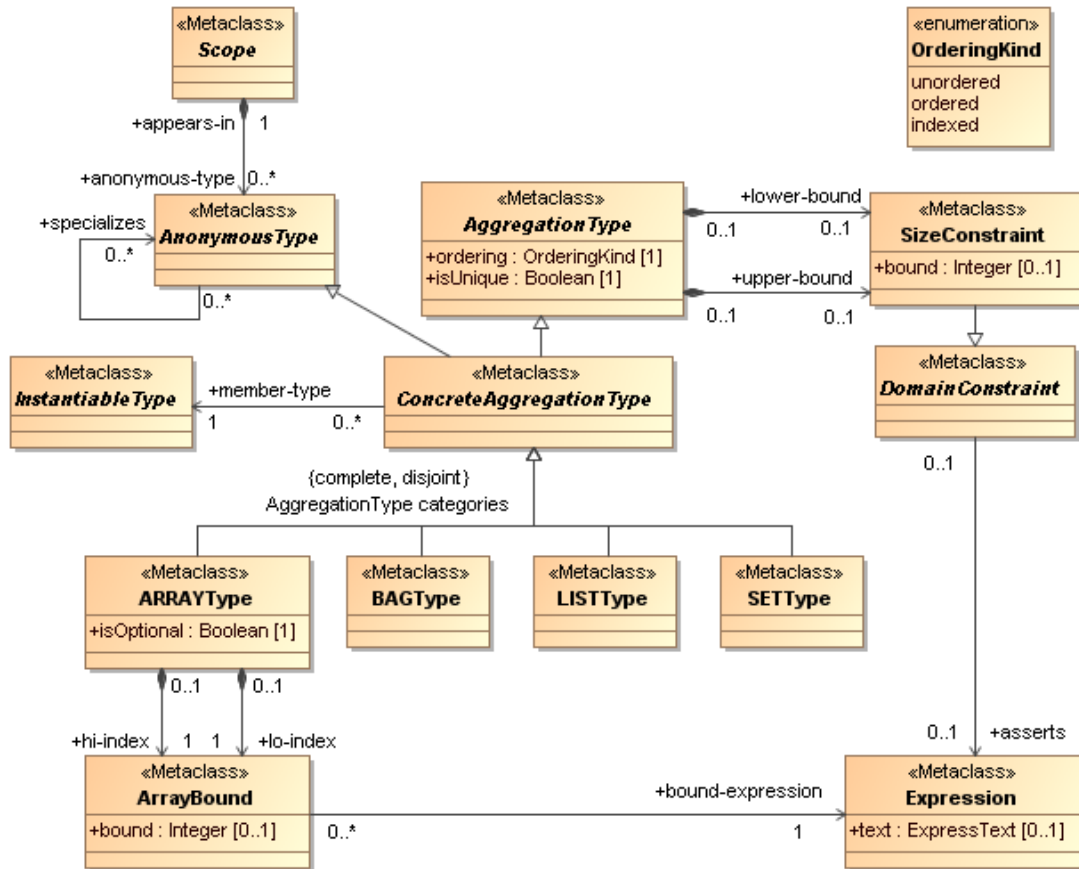 «Metaclass»
Scope
+appears-in 1
+anonymous-type 0..*
«enumeration»
OrderingKind
unordered
ordered
indexed
«Metaclass»
AnonymousType
+specializes
0..*
0..*
«Metaclass»
AggregationType
+ordering : OrderingKind [1]
+isUnique : Boolean [1]
+lower-bound
0..1 0..1
+upper-bound
0..1 0..1
«Metaclass»
SizeConstraint
+bound : Integer [0..1]
«Metaclass»
InstantiableType
+member-type
1 0..*
«Metaclass»
ConcreteAggregationType
«Metaclass»
DomainConstraint
0..1
{complete, disjoint}
AggregationType categories
«Metaclass»
ARRAYType
+isOptional : Boolean [1]
«Metaclass»
BAGType
«Metaclass»
LISTType
«Metaclass»
SETType
0..1 0..1
+hi-index 1 1 +lo-index
0..1 +asserts
«Metaclass»
ArrayBound
+bound : Integer [0..1]
+bound-expression
0..* 1
«Metaclass»
Expression
+text : ExpressText [0..1]